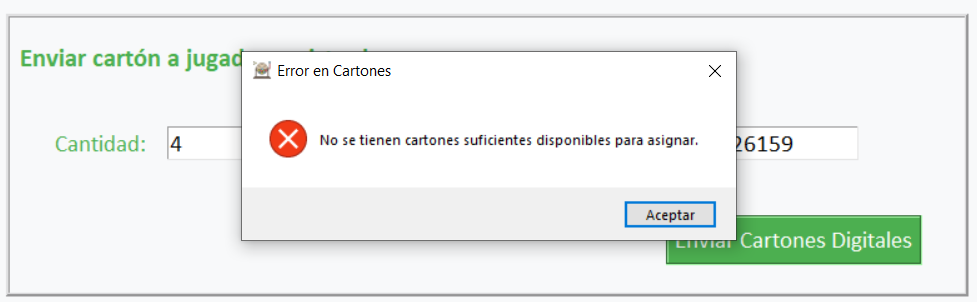 Enviar cartón a jugad
Error en Cartones
No se tienen cartones suficientes disponibles para asignar.
Cantidad: 4
26159
Aceptar
Enviar Cartones Digitales